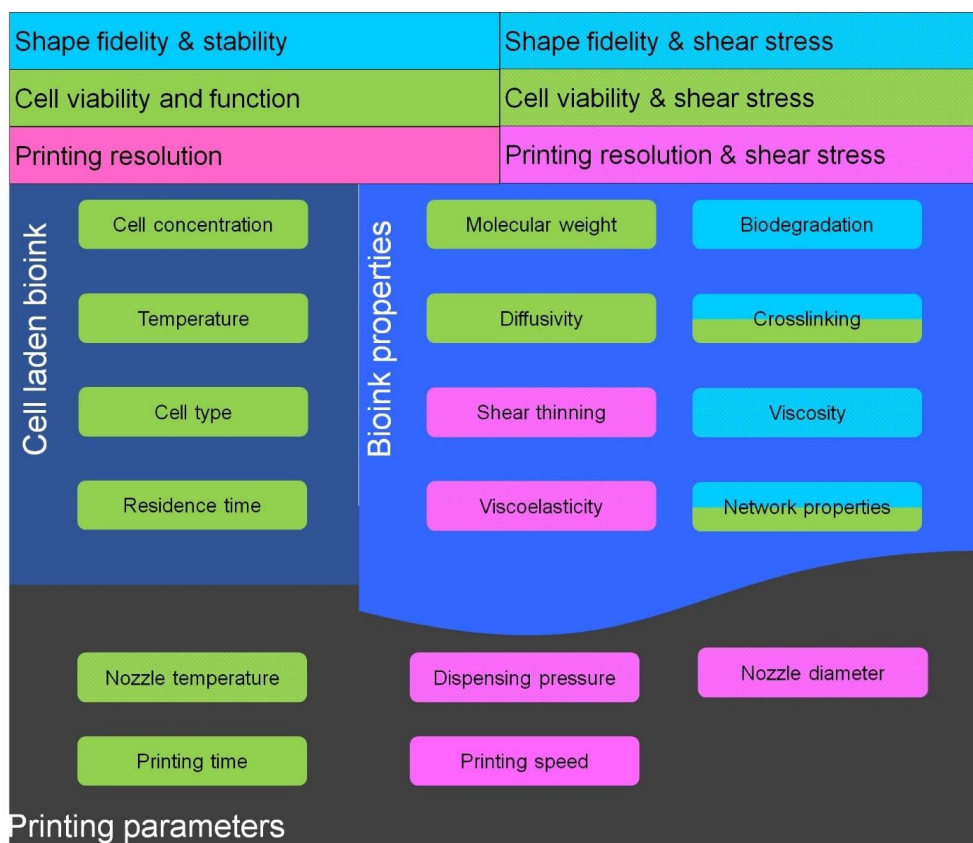 Shape fidelity & stability
Shape fidelity & shear stress
Cell viability and function
Cell viability & shear stress
Printing resolution
Printing resolution & shear stress
Cell laden bioink
Cell concentration
Temperature
Cell type
Residence time
Bioink properties
Molecular weight
Biodegradation
Diffusivity
Crosslinking
Shear thinning
Viscosity
Viscoelasticity
Network properties
Nozzle temperature
Dispensing pressure
Nozzle diameter
Printing time
Printing speed
Printing parameters